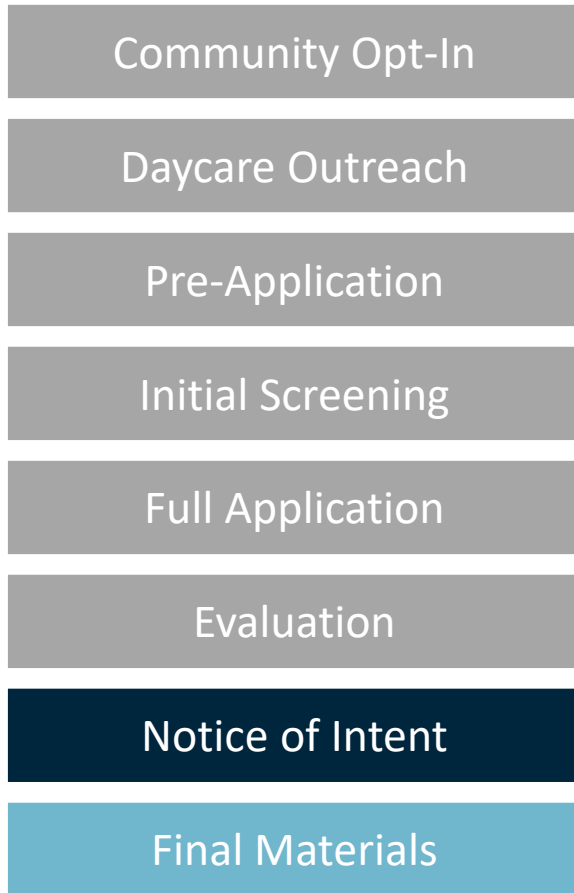 Community Opt-In
Daycare Outreach
Pre-Application
Initial Screening
Full Application
Evaluation
Notice of Intent
Final Materials